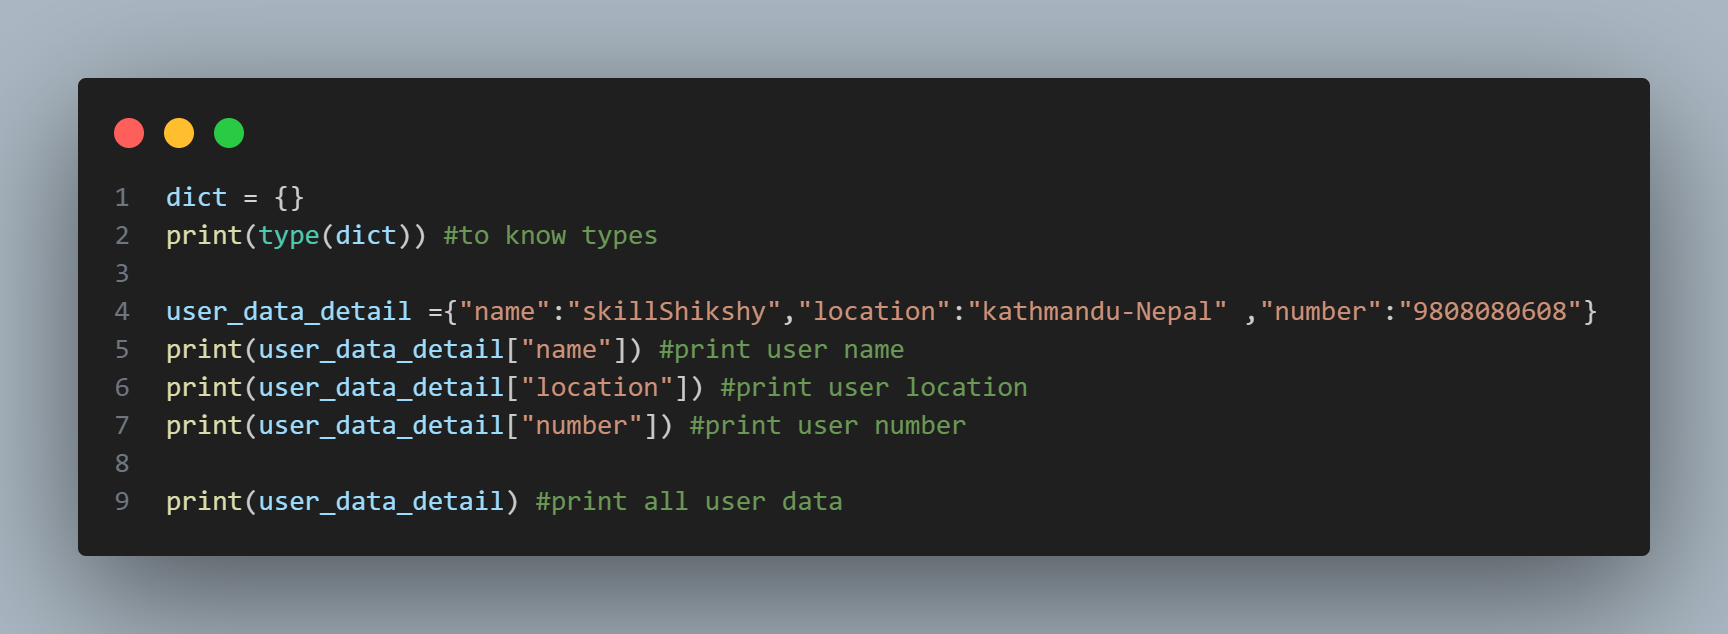 1 dict = {}
2 print(type(dict)) #to know types
3
4 user_data_detail ={"name":"skillShikshy","location":"kathmandu-Nepal" ,"number":"9808080608"}
5 print(user_data_detail["name"]) #print user name
6 print(user_data_detail["location"]) #print user location
7 print(user_data_detail["number"]) #print user number
8
9 print(user_data_detail) #print all user data